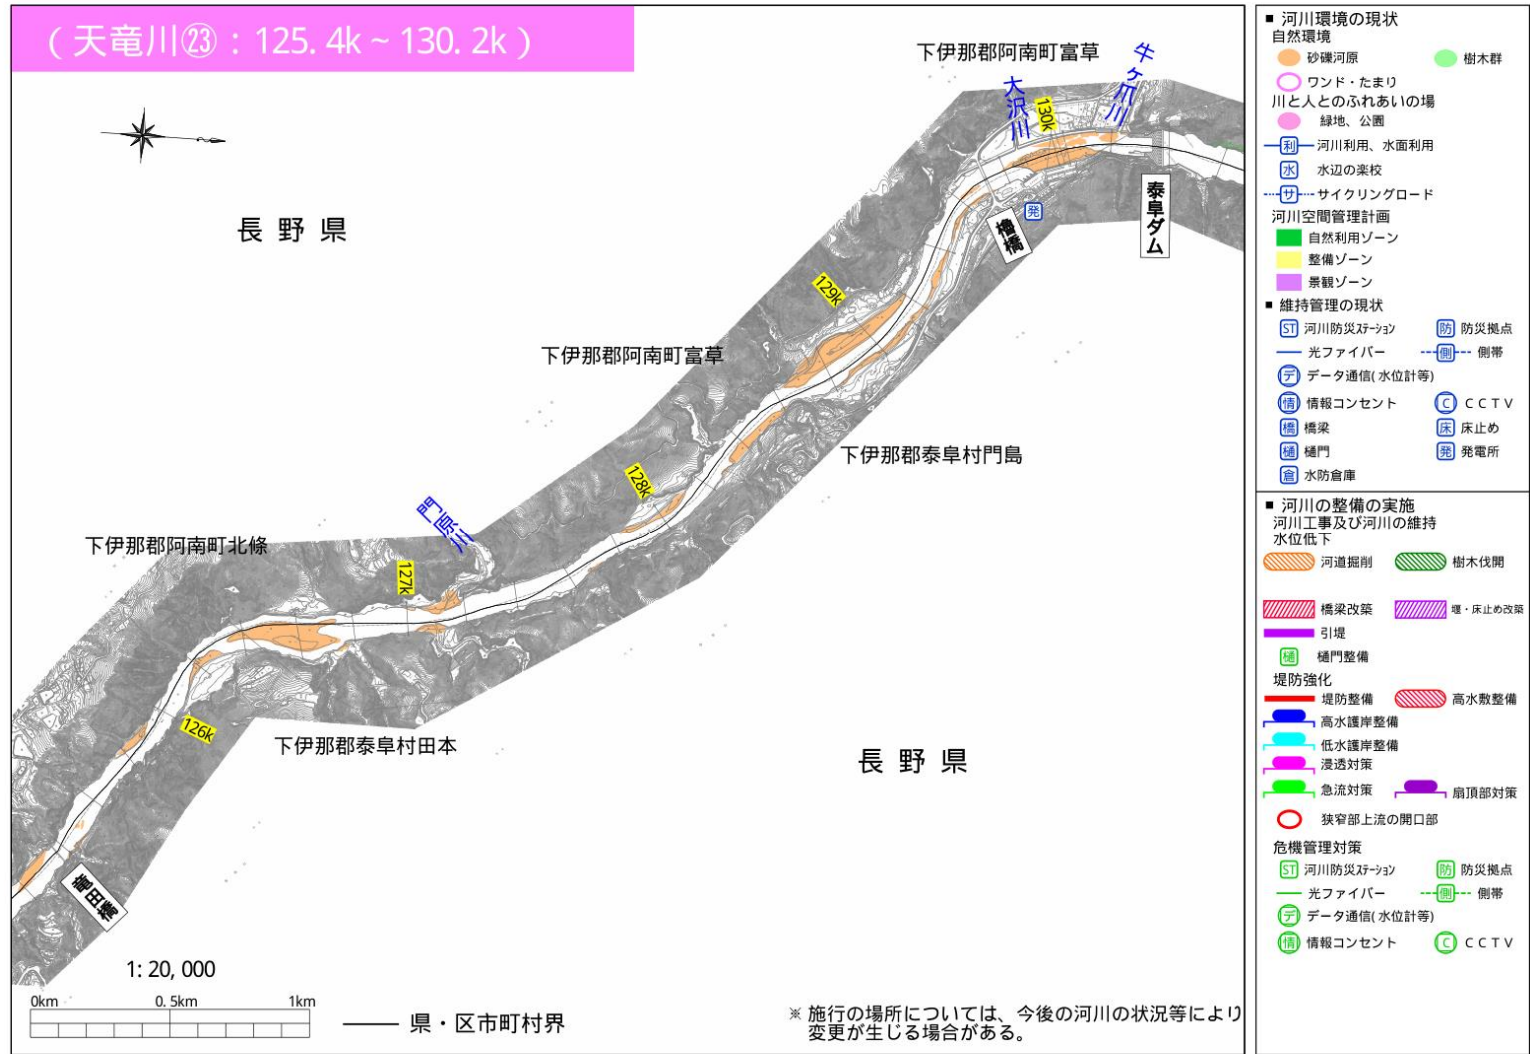 (天竜川㉓:125.4k~130.2k)
下伊那郡阿南町富草
牛ヶ爪川
大沢川
130k
泰阜ダム
発
櫓橋
長野県
129k
下伊那郡阿南町富草
下伊那郡泰阜村門島
128k
門原川
下伊那郡阿南町北條
127k
126k
下伊那郡泰阜村田本
長野県
竜田橋
1:20,000
0km 0.5km 1km
県・区市町村界
※ 施行の場所については、今後の河川の状況等により
変更が生じる場合がある。
■ 河川環境の現状
自然環境
砂礫河原 樹木群
ワンド・たまり
川と人とのふれあいの場
緑地、公園
利 河川利用、水面利用
水 水辺の楽校
サ サイクリングロード
河川空間管理計画
自然利用ゾーン
整備ゾーン
景観ゾーン
■ 維持管理の現状
ST 河川防災ステーション 防 防災拠点
光ファイバー 側 側帯
デ データ通信(水位計等)
情 情報コンセント C CCTV
橋 橋梁 床 床止め
樋 樋門 発 発電所
倉 水防倉庫
■ 河川の整備の実施
河川工事及び河川の維持
水位低下
河道掘削 樹木伐開
橋梁改築 堰・床止め改築
引堤
樋 樋門整備
堤防強化
堤防整備 高水敷整備
高水護岸整備
低水護岸整備
浸透対策
急流対策 扇頂部対策
狭窄部上流の開口部
危機管理対策
ST 河川防災ステーション 防 防災拠点
光ファイバー 側 側帯
デ データ通信(水位計等)
情 情報コンセント C CCTV